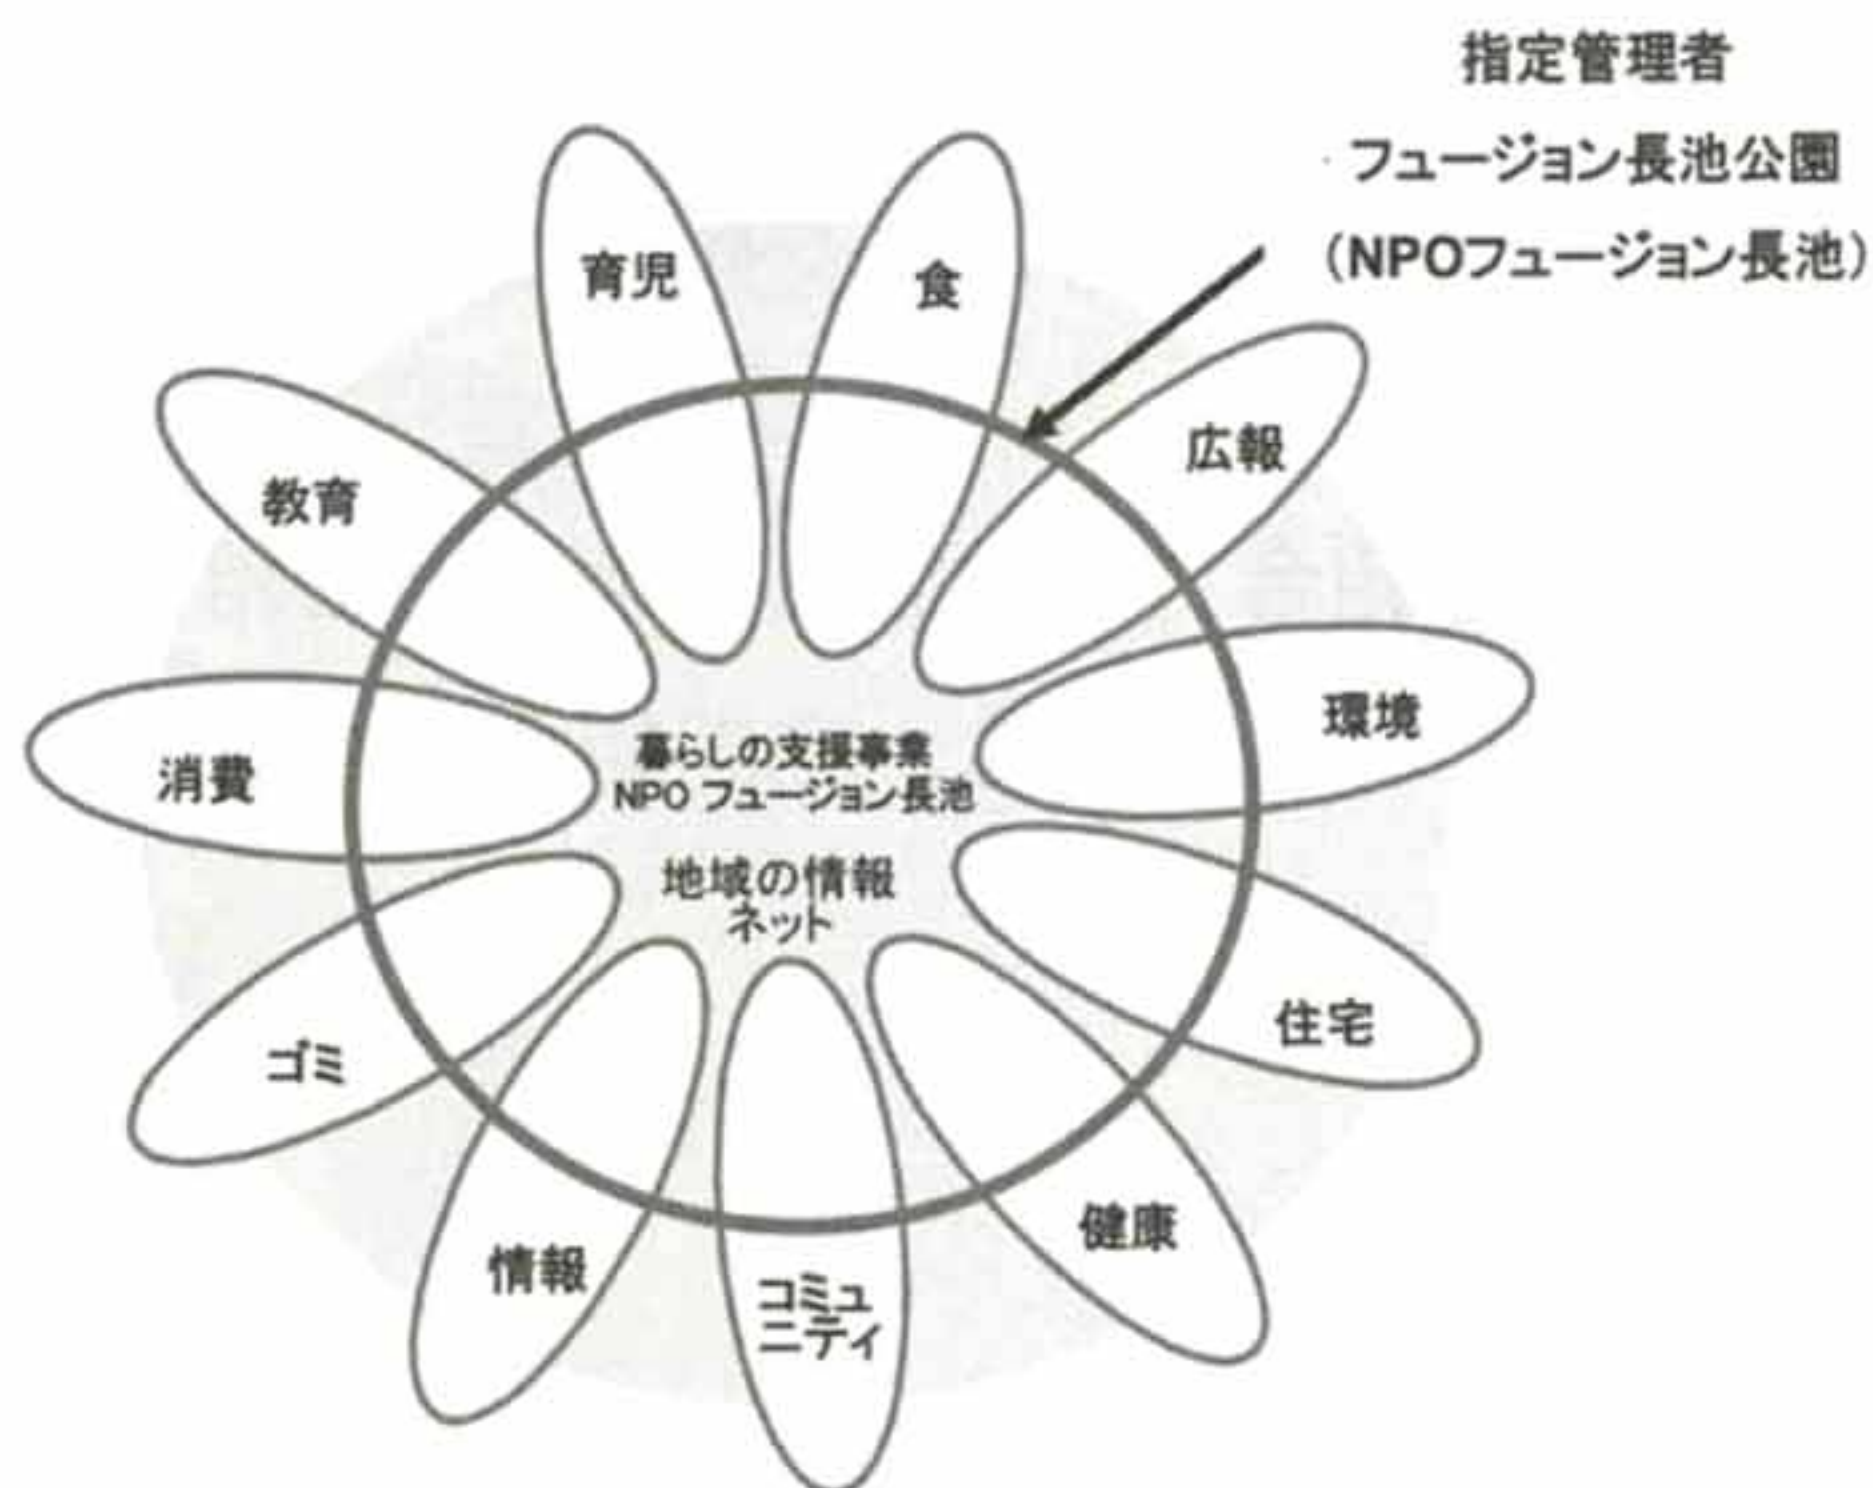 指定管理者
フュージョン長池公園
（NPOフュージョン長池）
育児
食
広報
教育
環境
消費
暮らしの支援事業
NPO フュージョン長池
地域の情報
ネット
住宅
ゴミ
健康
情報
コミュ
ニティ